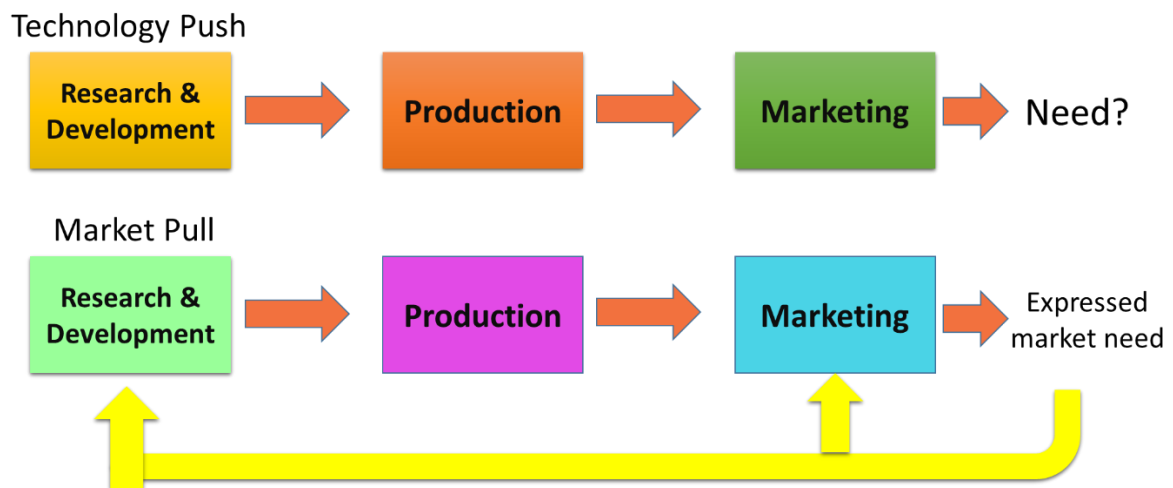 Technology Push
Research &
Development
Production
Marketing
Need?
Market Pull
Research &
Development
Production
Marketing
Expressed
market need